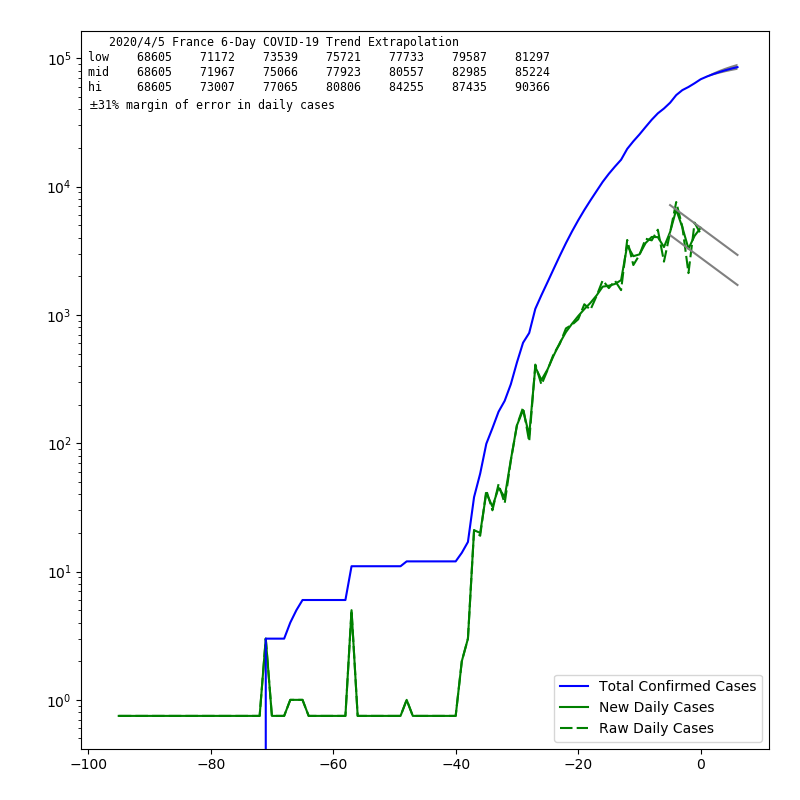 2020/4/5 France 6-Day COVID-19 Trend Extrapolation
low 68605 71172 73539 75721 77733 79587 81297
mid 68605 71967 75066 77923 80557 82985 85224
hi 68605 73007 77065 80806 84255 87435 90366
±31% margin of error in daily cases
10⁵
10⁴
10³
10²
10¹
10⁰
Total Confirmed Cases
New Daily Cases
Raw Daily Cases
−100 −80 −60 −40 −20 0